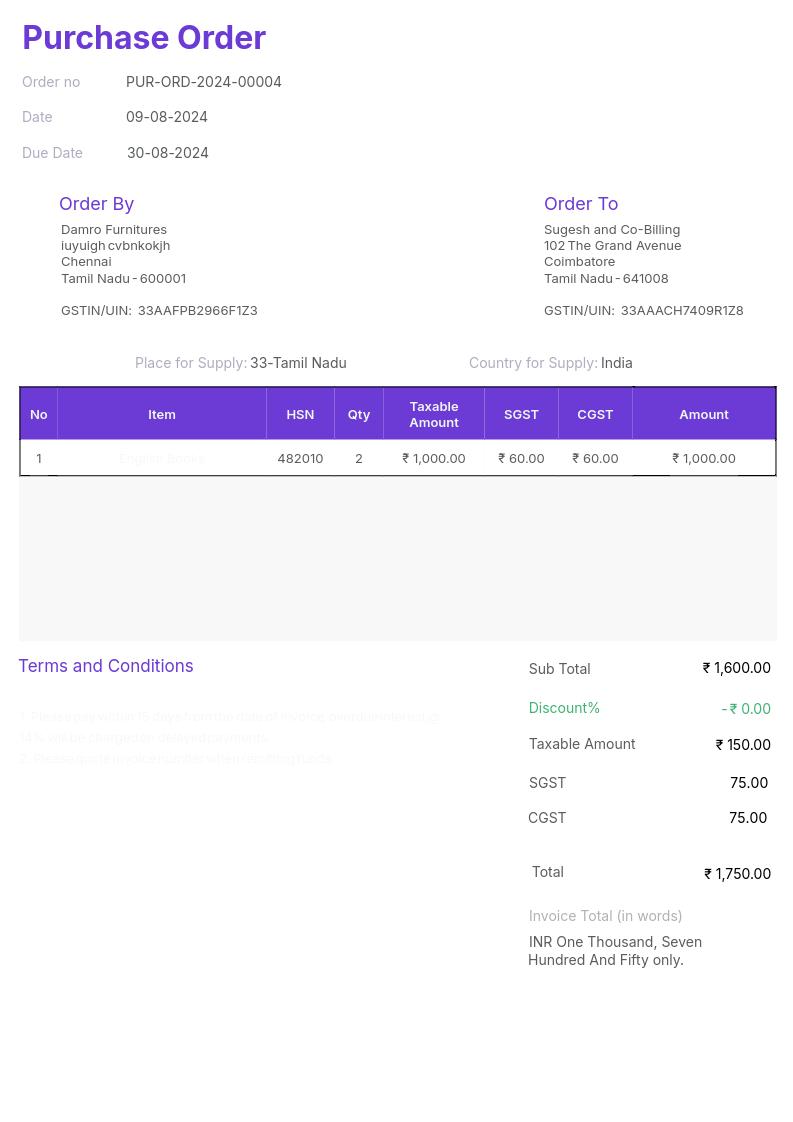 Purchase Order
Order no PUR-ORD-2024-00004
Date 09-08-2024
Due Date 30-08-2024
Order By Order To
Damro Furnitures Sugesh and Co-Billing
iuyuigh cvbnkokjh 102 The Grand Avenue
Chennai Coimbatore
Tamil Nadu - 600001 Tamil Nadu - 641008
GSTIN/UIN: 33AAFPB2966F1Z3 GSTIN/UIN: 33AAACH7409R1Z8
Place for Supply: 33-Tamil Nadu Country for Supply: India
No Item HSN Qty Taxable Amount SGST CGST Amount
1 English Books 482010 2 ₹ 1,000.00 ₹ 60.00 ₹ 60.00 ₹ 1,000.00
Terms and Conditions
1. Please pay within 15 days from the date of invoice, overdue interest @
14% will be charged on delayed payments.
2. Please quote invoice number when remitting funds.
Sub Total ₹ 1,600.00
Discount% - ₹ 0.00
Taxable Amount ₹ 150.00
SGST 75.00
CGST 75.00
Total ₹ 1,750.00
Invoice Total (in words)
INR One Thousand, Seven
Hundred And Fifty only.